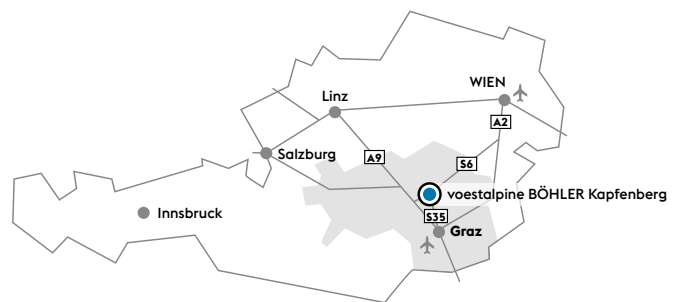 WIEN
Linz
A2
Salzburg
A9
S6
voestalpine BÖHLER Kapfenberg
Innsbruck
S35
Graz